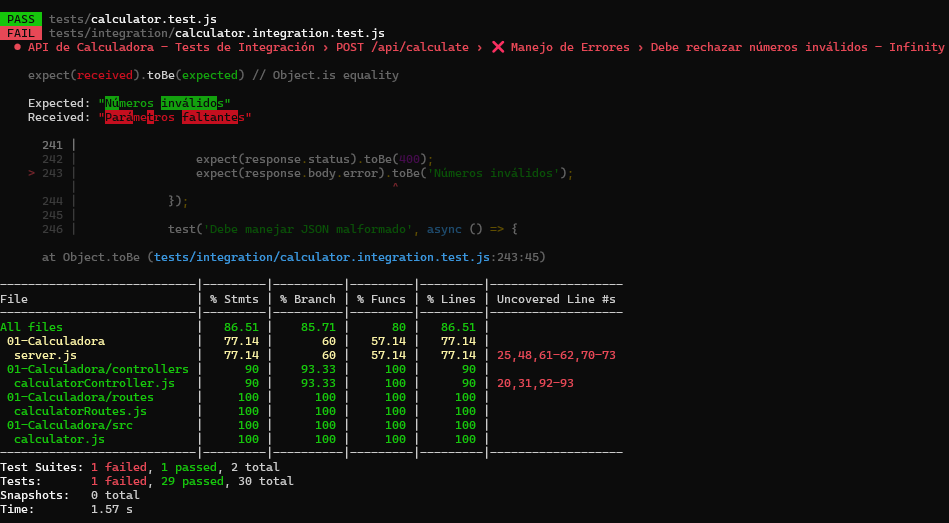 PASS tests/calculator.test.js
FAIL tests/integration/calculator.integration.test.js
● API de Calculadora - Tests de Integración › POST /api/calculate › ❌ Manejo de Errores › Debe rechazar números inválidos - Infinity
expect(received).toBe(expected) // Object.is equality
Expected: "Números inválidos"
Received: "Parámetros faltantes"
241 |
242 | expect(response.status).toBe(400);
> 243 | expect(response.body.error).toBe('Números inválidos');
| ^
244 | });
245 |
246 | test('Debe manejar JSON malformado', async () => {
at Object.toBe (tests/integration/calculator.integration.test.js:243:45)
----------------------------|---------|----------|---------|---------|-------------------
File | % Stmts | % Branch | % Funcs | % Lines | Uncovered Line #s
----------------------------|---------|----------|---------|---------|-------------------
All files | 86.51 | 85.71 | 80 | 86.51 |
01-Calculadora | 77.14 | 60 | 57.14 | 77.14 |
server.js | 77.14 | 60 | 57.14 | 77.14 | 25,48,61-62,70-73
01-Calculadora/controllers | 90 | 93.33 | 100 | 90 |
calculatorController.js | 90 | 93.33 | 100 | 90 | 20,31,92-93
01-Calculadora/routes | 100 | 100 | 100 | 100 |
calculatorRoutes.js | 100 | 100 | 100 | 100 |
01-Calculadora/src | 100 | 100 | 100 | 100 |
calculator.js | 100 | 100 | 100 | 100 |
----------------------------|---------|----------|---------|---------|-------------------
Test Suites: 1 failed, 1 passed, 2 total
Tests: 1 failed, 29 passed, 30 total
Snapshots: 0 total
Time: 1.57 s